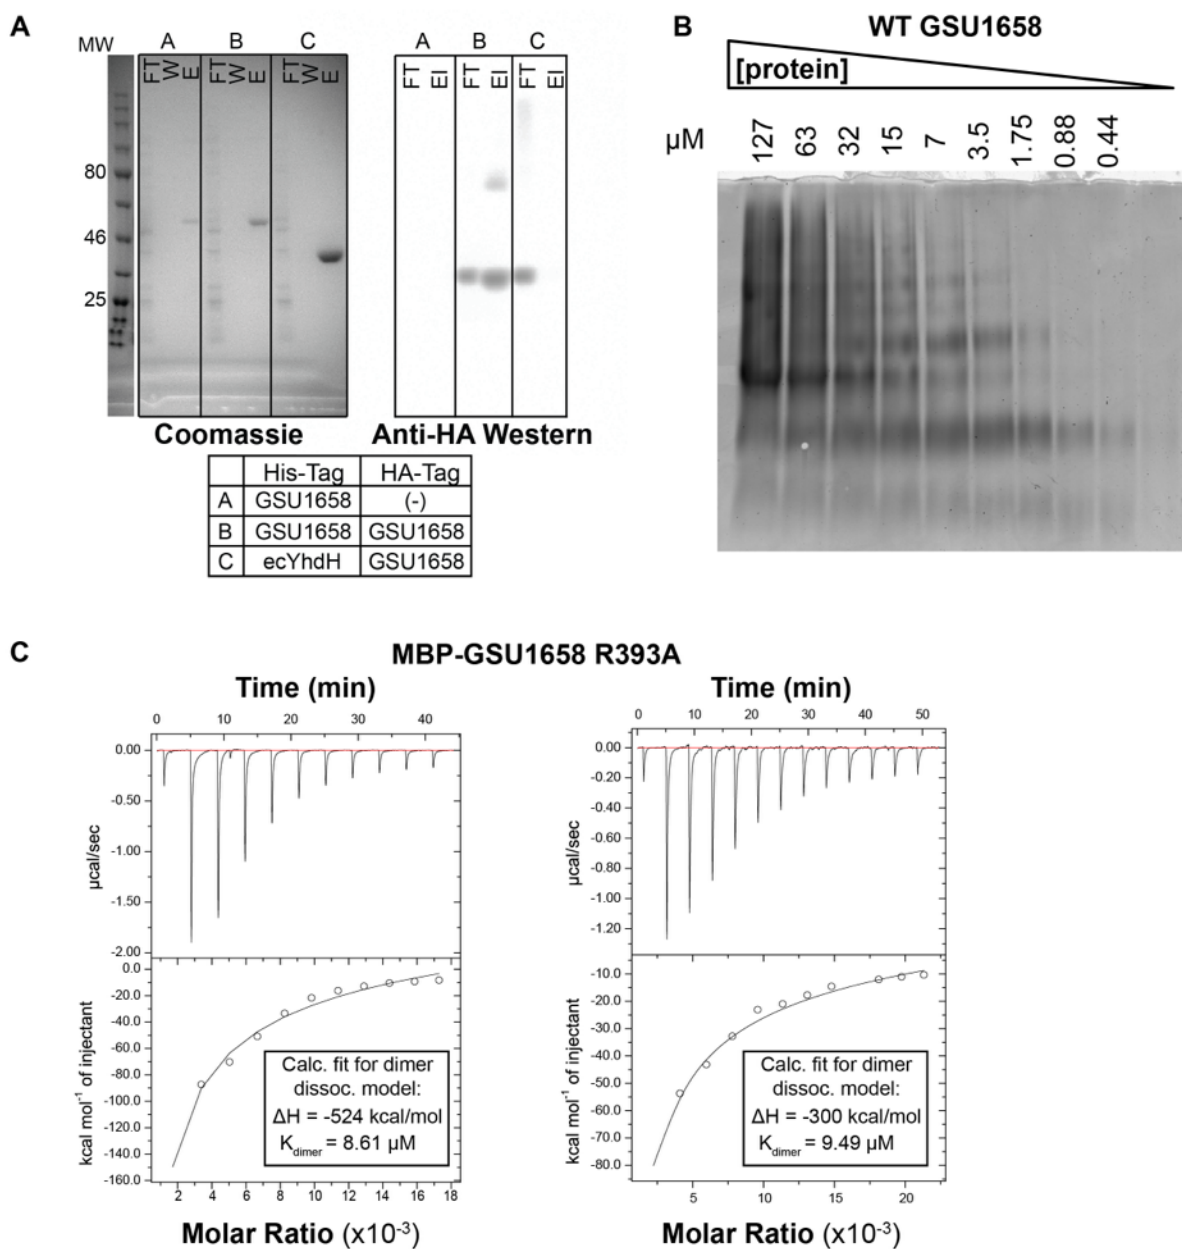 A
MW
A B C
FT W E FT W E FT W E
80
46
25
Coomassie
A B C
FT EI FT EI FT EI
Anti-HA Western
His-Tag HA-Tag
A GSU1658 (-)
B GSU1658 GSU1658
C ecYhdH GSU1658
B
WT GSU1658
[protein]
µM 127 63 32 15 7 3.5 1.75 0.88 0.44
C
MBP-GSU1658 R393A
Time (min)
0 10 20 30 40
0.00
-0.50
-1.00
-1.50
-2.00
µcal/sec
0.0
-20.0
-40.0
-60.0
-80.0
-100.0
-120.0
-140.0
-160.0
kcal mol⁻¹ of injectant
Calc. fit for dimer
dissoc. model:
ΔH = -524 kcal/mol
K_dimer = 8.61 µM
2 4 6 8 10 12 14 16 18
Molar Ratio (x10⁻³)
Time (min)
0 10 20 30 40 50
0.00
-0.20
-0.40
-0.60
-0.80
-1.00
-1.20
µcal/sec
-10.0
-20.0
-30.0
-40.0
-50.0
-60.0
-70.0
-80.0
kcal mol⁻¹ of injectant
Calc. fit for dimer
dissoc. model:
ΔH = -300 kcal/mol
K_dimer = 9.49 µM
5 10 15 20
Molar Ratio (x10⁻³)